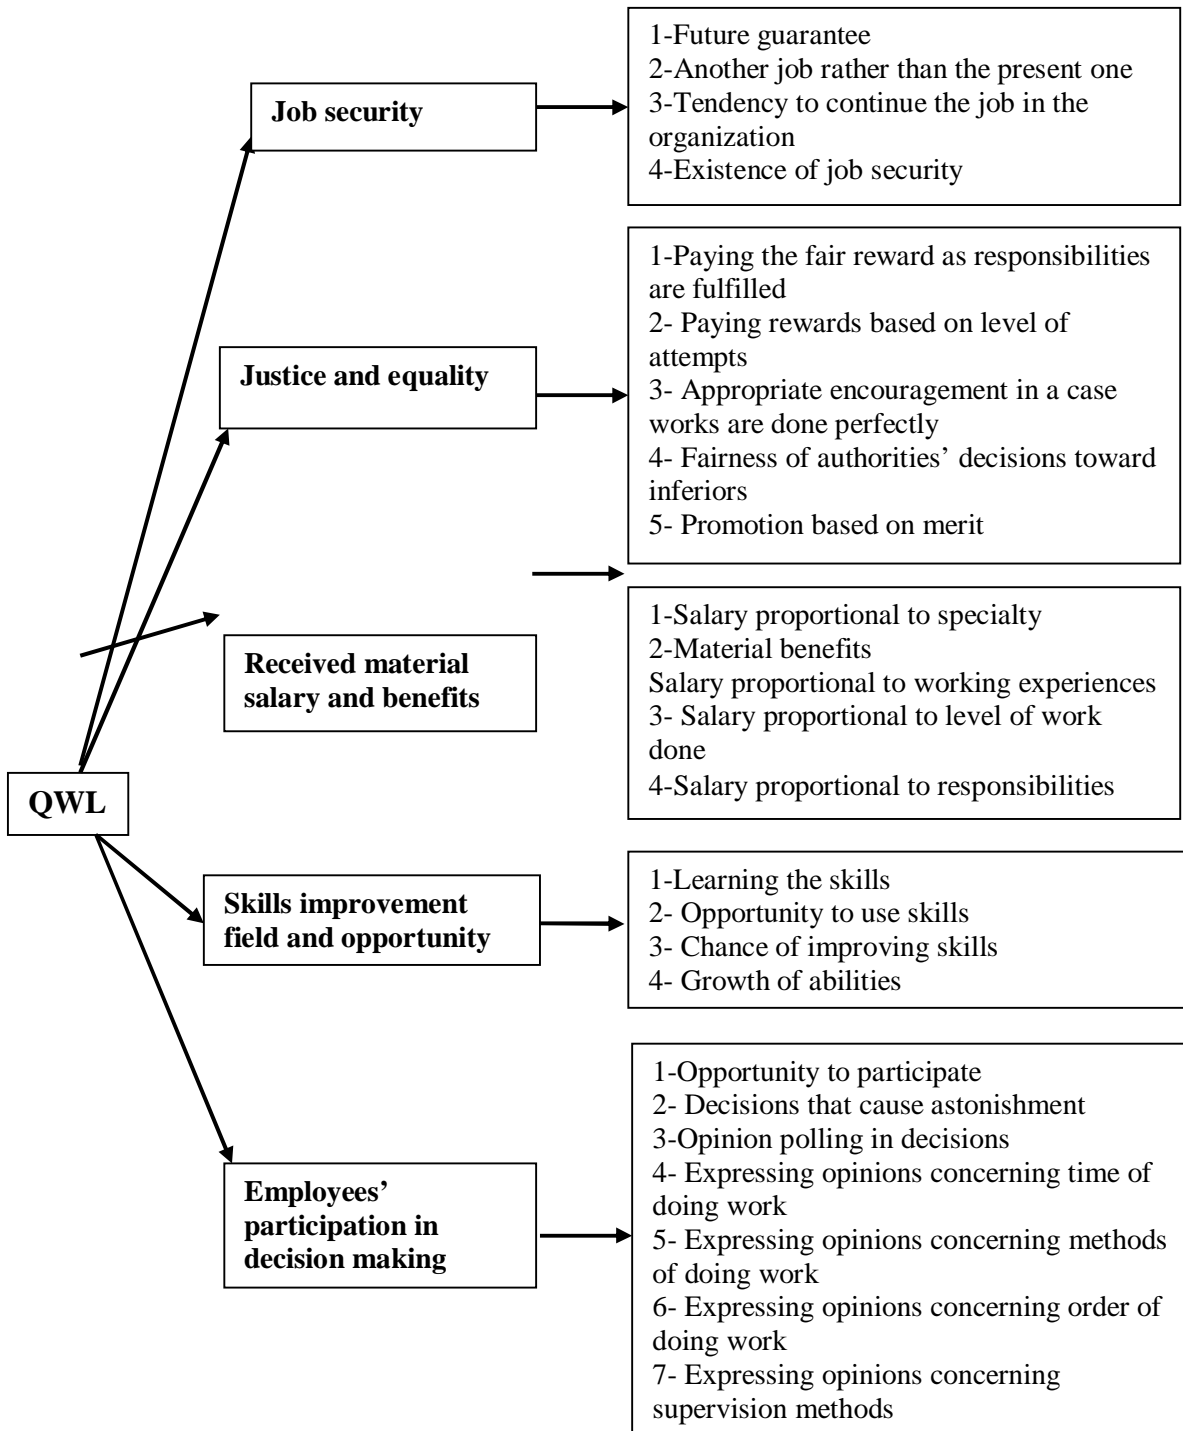 Job security
1-Future guarantee
2-Another job rather than the present one
3-Tendency to continue the job in the
organization
4-Existence of job security
Justice and equality
1-Paying the fair reward as responsibilities
are fulfilled
2- Paying rewards based on level of
attempts
3- Appropriate encouragement in a case
works are done perfectly
4- Fairness of authorities’ decisions toward
inferiors
5- Promotion based on merit
Received material
salary and benefits
1-Salary proportional to specialty
2-Material benefits
Salary proportional to working experiences
3- Salary proportional to level of work
done
4-Salary proportional to responsibilities
QWL
Skills improvement
field and opportunity
1-Learning the skills
2- Opportunity to use skills
3- Chance of improving skills
4- Growth of abilities
Employees’
participation in
decision making
1-Opportunity to participate
2- Decisions that cause astonishment
3-Opinion polling in decisions
4- Expressing opinions concerning time of
doing work
5- Expressing opinions concerning methods
of doing work
6- Expressing opinions concerning order of
doing work
7- Expressing opinions concerning
supervision methods